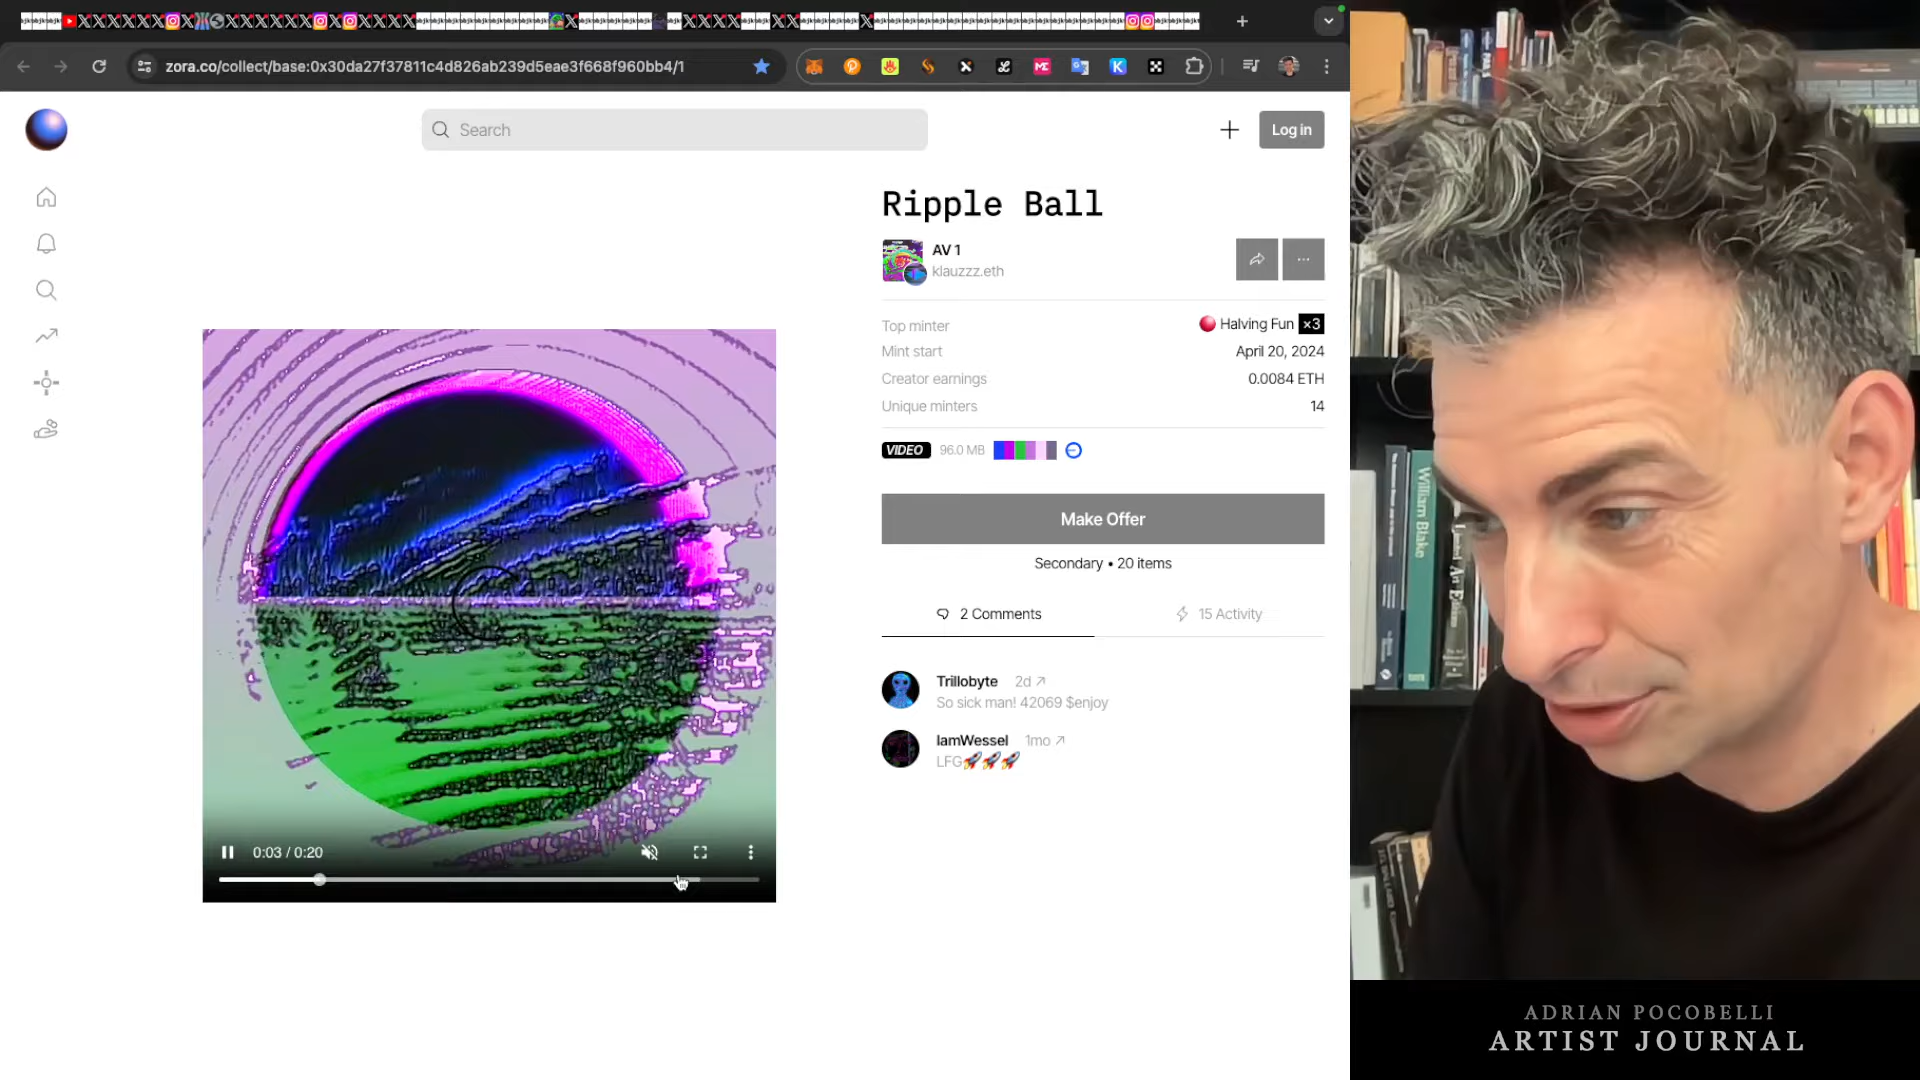 zora.co/collect/base:0x30da27f37811c4d826ab239d5eae3f668f960bb4/1
Search
Log in
Ripple Ball
AV 1
klauzzz.eth
Top minter
Halving Fun ×3
Mint start
April 20, 2024
Creator earnings
0.0084 ETH
Unique minters
14
VIDEO 96.0 MB
Make Offer
Secondary • 20 items
2 Comments
15 Activity
Trillobyte 2d ↗
So sick man! 42069 $enjoy
IamWessel 1mo ↗
LFG🚀🚀🚀
0:03 / 0:20
William Blake
ADRIAN POCOBELLI
ARTIST JOURNAL